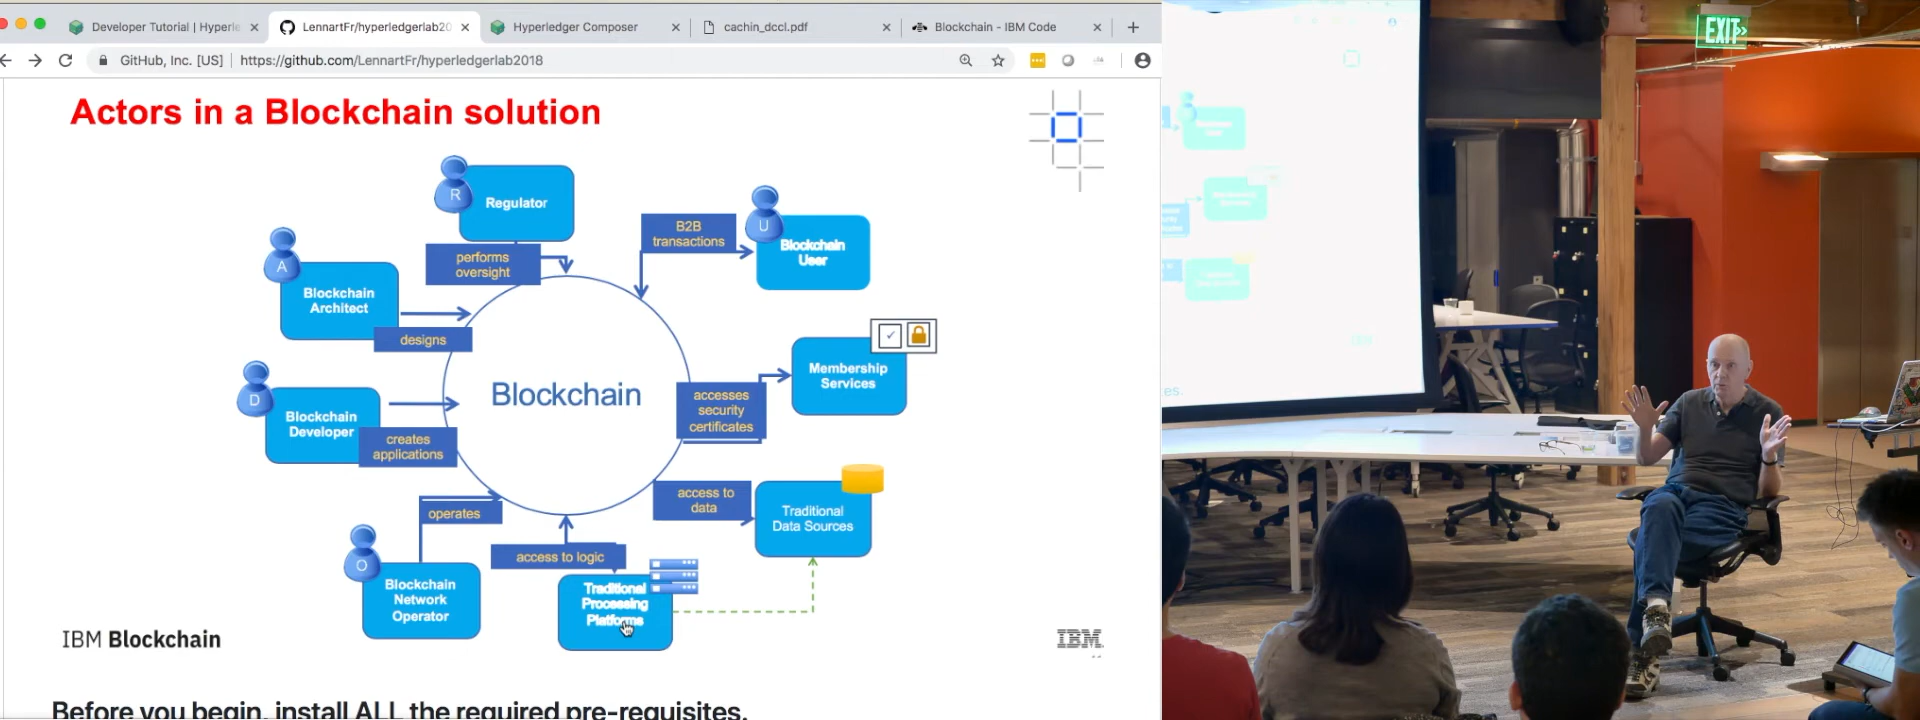 Developer Tutorial | Hyperle
LennartFr/hyperledgerlab20
Hyperledger Composer
cachin_dccl.pdf
Blockchain - IBM Code
GitHub, Inc. [US]
https://github.com/LennartFr/hyperledgerlab2018
Actors in a Blockchain solution
R
Regulator
performs
oversight
B2B
transactions
U
Blockchain
User
A
Blockchain
Architect
designs
Blockchain
Membership
Services
accesses
security
certificates
D
Blockchain
Developer
creates
applications
operates
access to
data
Traditional
Data Sources
O
Blockchain
Network
Operator
access to logic
Traditional
Processing
Platforms
IBM Blockchain
IBM
Before you begin, install ALL the required pre-requisites.
EXIT
es.